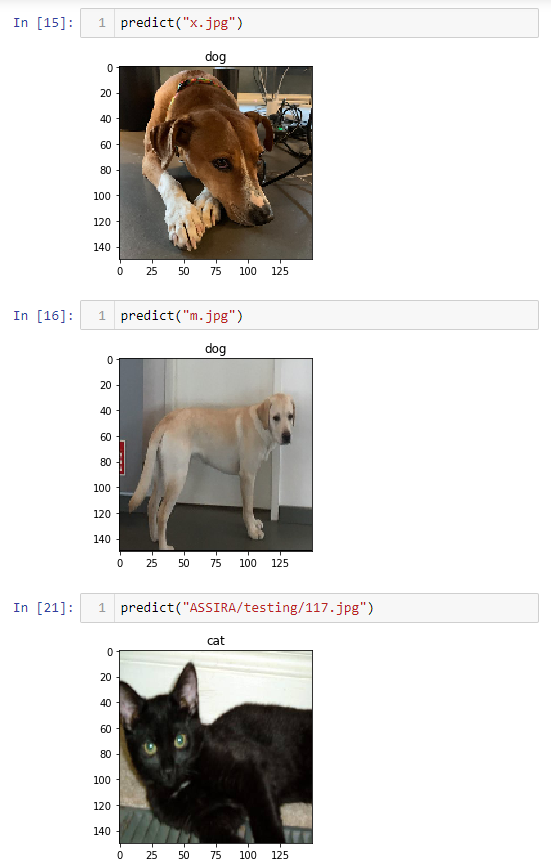 In [15]: 1 predict("x.jpg")
dog
0
20
40
60
80
100
120
140
0 25 50 75 100 125
In [16]: 1 predict("m.jpg")
dog
0
20
40
60
80
100
120
140
0 25 50 75 100 125
In [21]: 1 predict("ASSIRA/testing/117.jpg")
cat
0
20
40
60
80
100
120
140
0 25 50 75 100 125